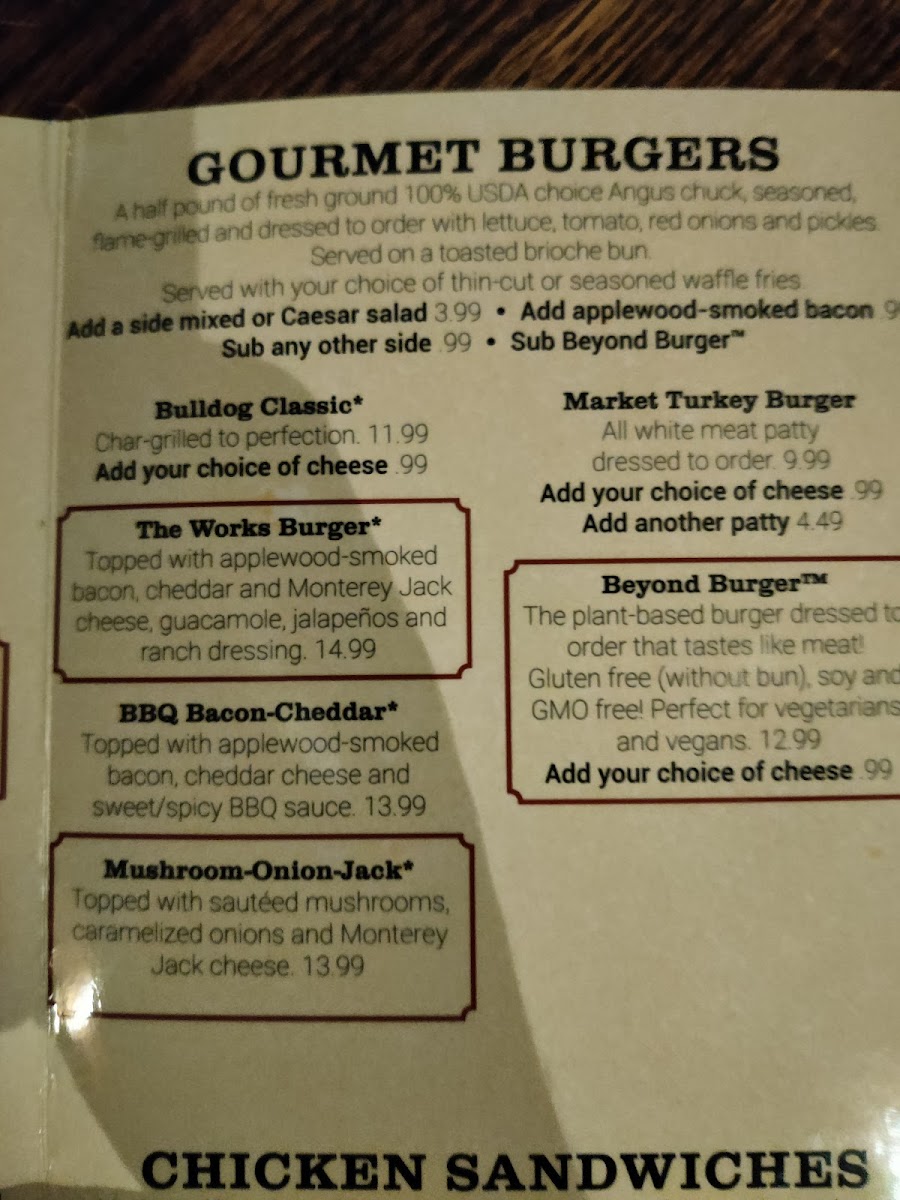 GOURMET BURGERS
A half pound of fresh ground 100% USDA choice Angus chuck, seasoned,
flame-grilled and dressed to order with lettuce, tomato, red onions and pickles.
Served on a toasted brioche bun.
Served with your choice of thin-cut or seasoned waffle fries.
Add a side mixed or Caesar salad 3.99 • Add applewood-smoked bacon
Sub any other side .99 • Sub Beyond Burger™
Bulldog Classic*
Char-grilled to perfection. 11.99
Add your choice of cheese .99
The Works Burger*
Topped with applewood-smoked
bacon, cheddar and Monterey Jack
cheese, guacamole, jalapeños and
ranch dressing. 14.99
BBQ Bacon-Cheddar*
Topped with applewood-smoked
bacon, cheddar cheese and
sweet/spicy BBQ sauce. 13.99
Mushroom-Onion-Jack*
Topped with sautéed mushrooms,
caramelized onions and Monterey
Jack cheese. 13.99
Market Turkey Burger
All white meat patty
dressed to order. 9.99
Add your choice of cheese .99
Add another patty 4.49
Beyond Burger™
The plant-based burger dressed to
order that tastes like meat!
Gluten free (without bun), soy and
GMO free! Perfect for vegetarians
and vegans. 12.99
Add your choice of cheese .99
CHICKEN SANDWICHES